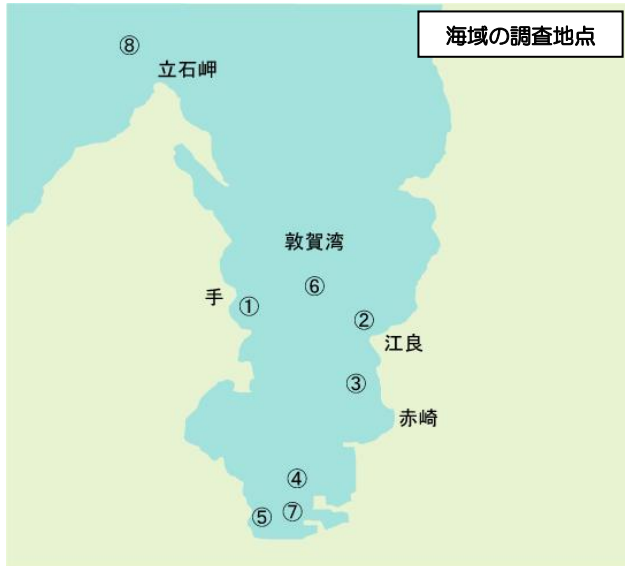 海域の調査地点
⑧
立石岬
敦賀湾
⑥
手
①
②
江良
③
赤崎
④
⑤
⑦